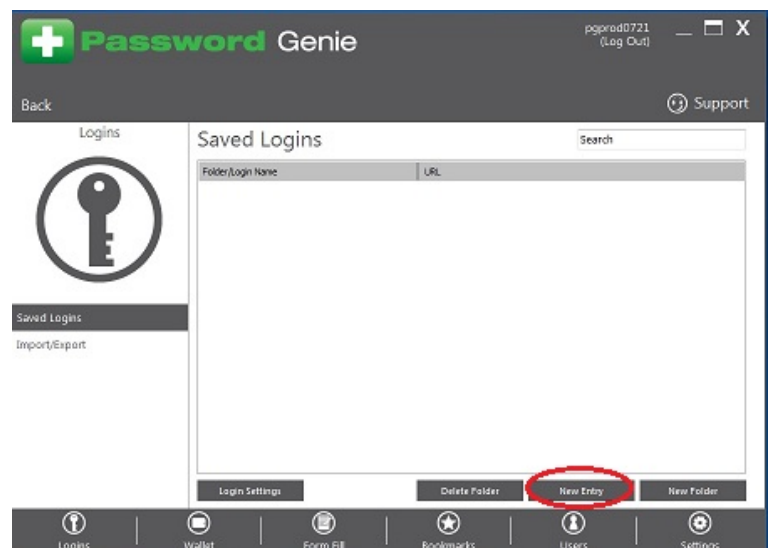 Password Genie
pgprod0721
(Log Out)
X
Back
Support
Logins
Saved Logins
Search
Folder/Login Name
URL
Saved Logins
Import/Export
Login Settings
Delete Folder
New Entry
New Folder
Logins
Wallet
Form Fill
Bookmarks
Users
Settings